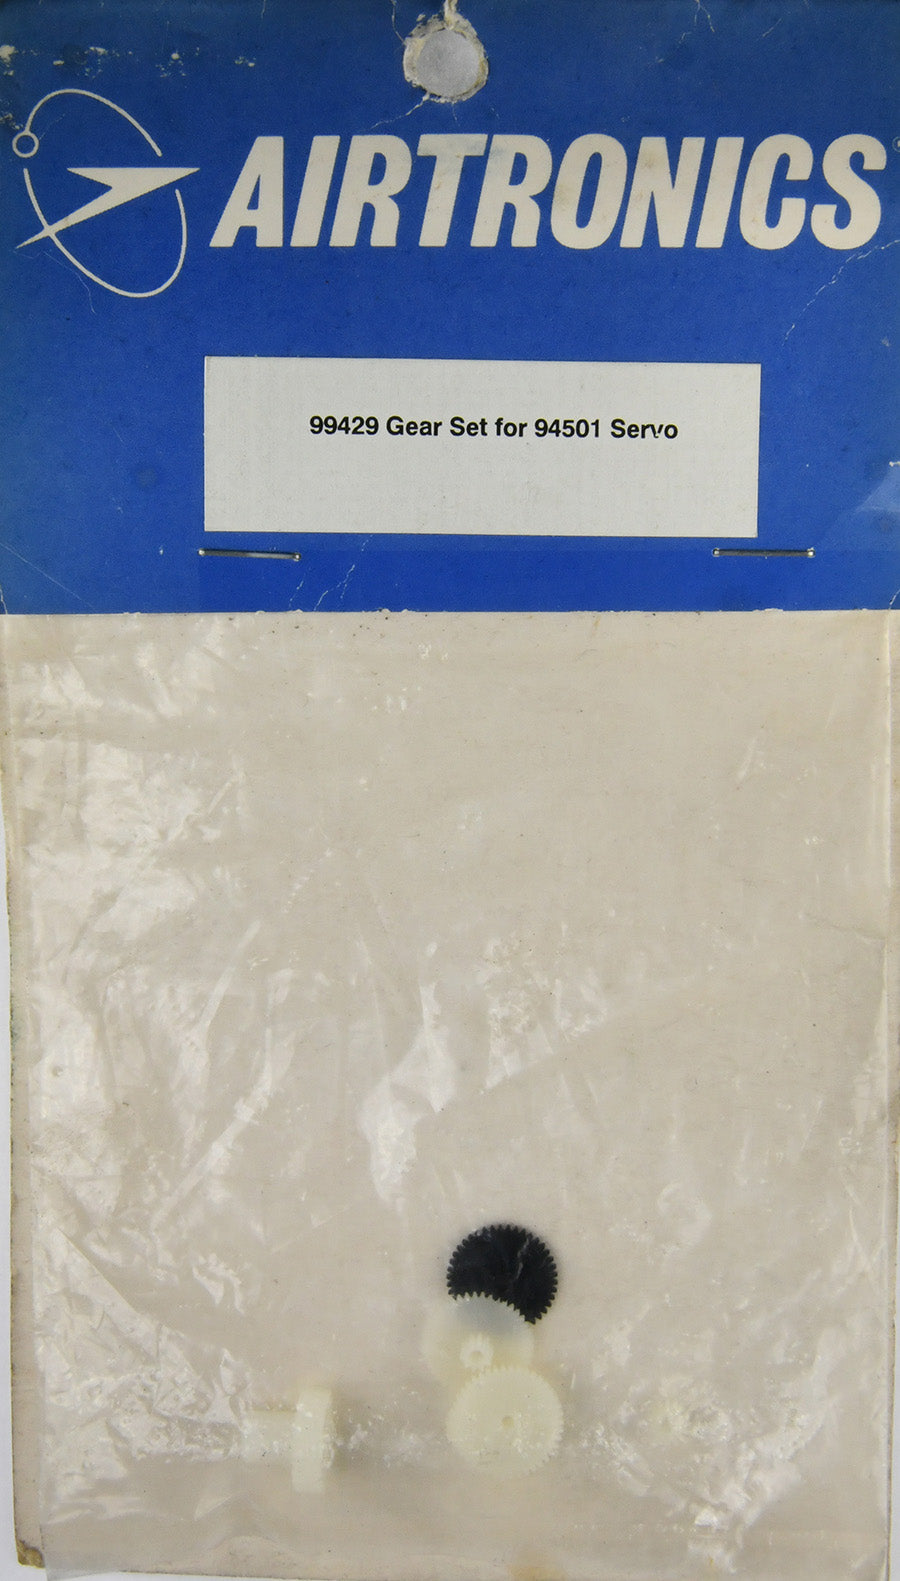 AIRTRONICS
99429 Gear Set for 94501 Servo